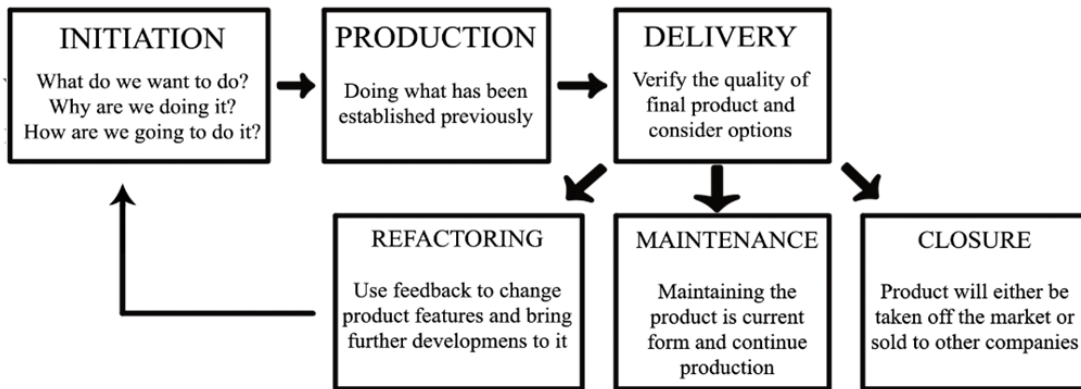 INITIATION
What do we want to do?
Why are we doing it?
How are we going to do it?
PRODUCTION
Doing what has been
established previously
DELIVERY
Verify the quality of
final product and
consider options
REFACTORING
Use feedback to change
product features and bring
further developmens to it
MAINTENANCE
Maintaining the
product is current
form and continue
production
CLOSURE
Product will either be
taken off the market or
sold to other companies